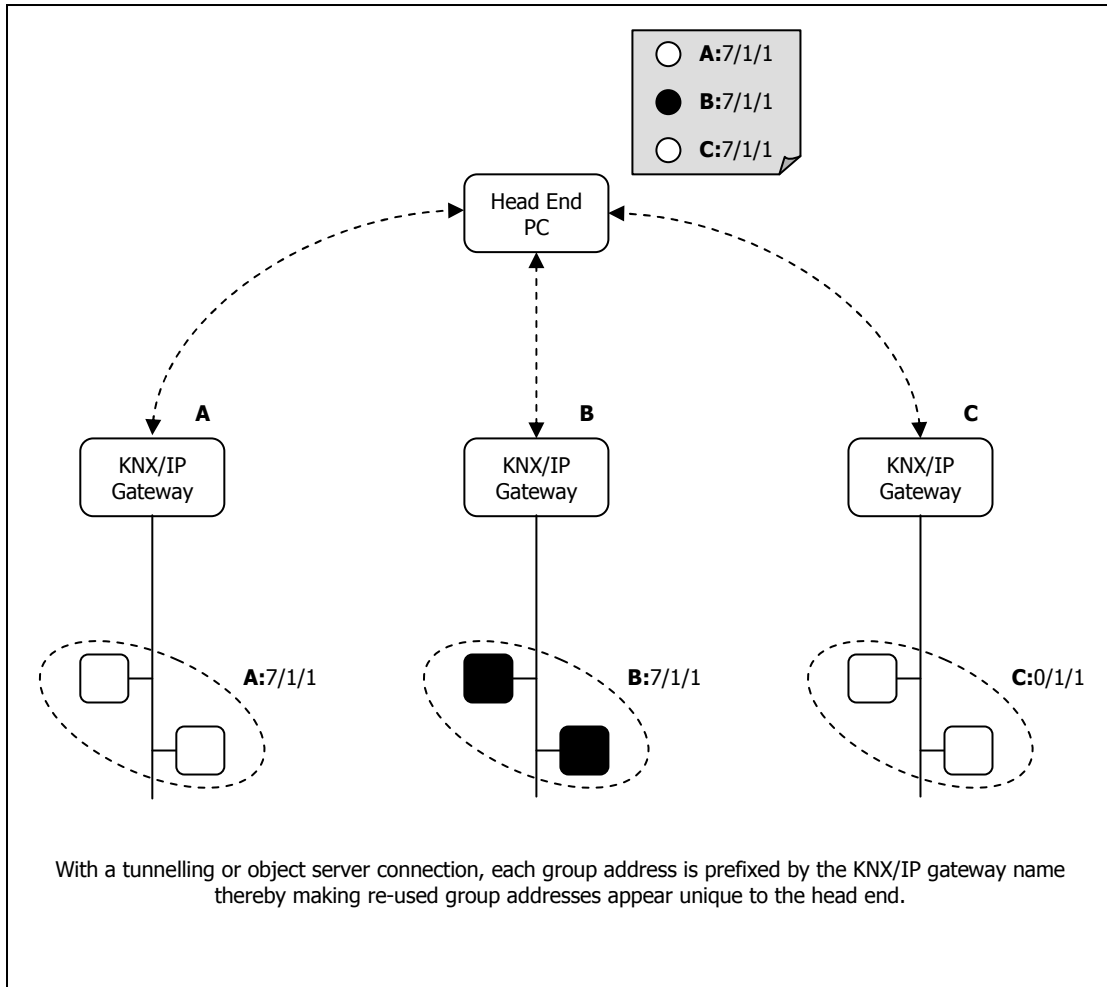 A:7/1/1
B:7/1/1
C:7/1/1
Head End
PC
A
B
C
KNX/IP
Gateway
KNX/IP
Gateway
KNX/IP
Gateway
A:7/1/1
B:7/1/1
C:0/1/1
With a tunnelling or object server connection, each group address is prefixed by the KNX/IP gateway name
thereby making re-used group addresses appear unique to the head end.